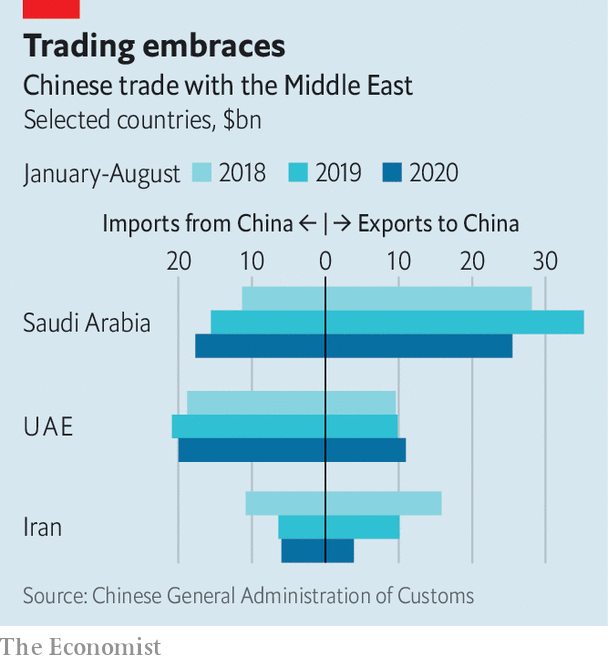 Trading embraces
Chinese trade with the Middle East
Selected countries, $bn
January-August 2018 2019 2020
Imports from China ← | → Exports to China
20 10 0 10 20 30
Saudi Arabia
UAE
Iran
Source: Chinese General Administration of Customs
The Economist